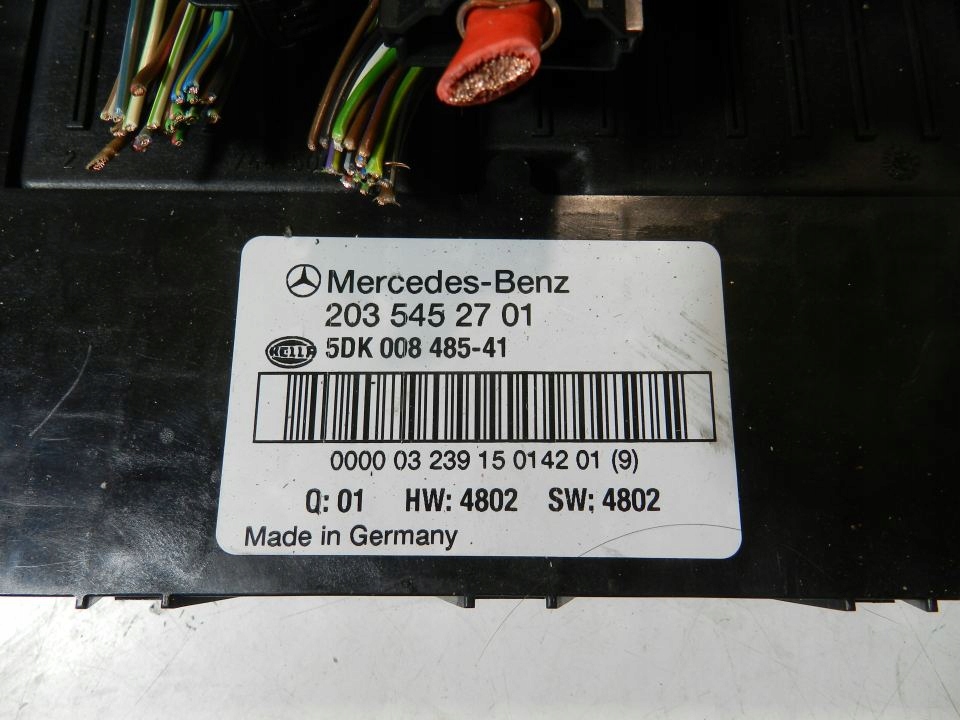 Mercedes-Benz
203 545 27 01
HELLA 5DK 008 485-41
0000 03 239 15 0142 01 (9)
Q: 01 HW: 4802 SW: 4802
Made in Germany